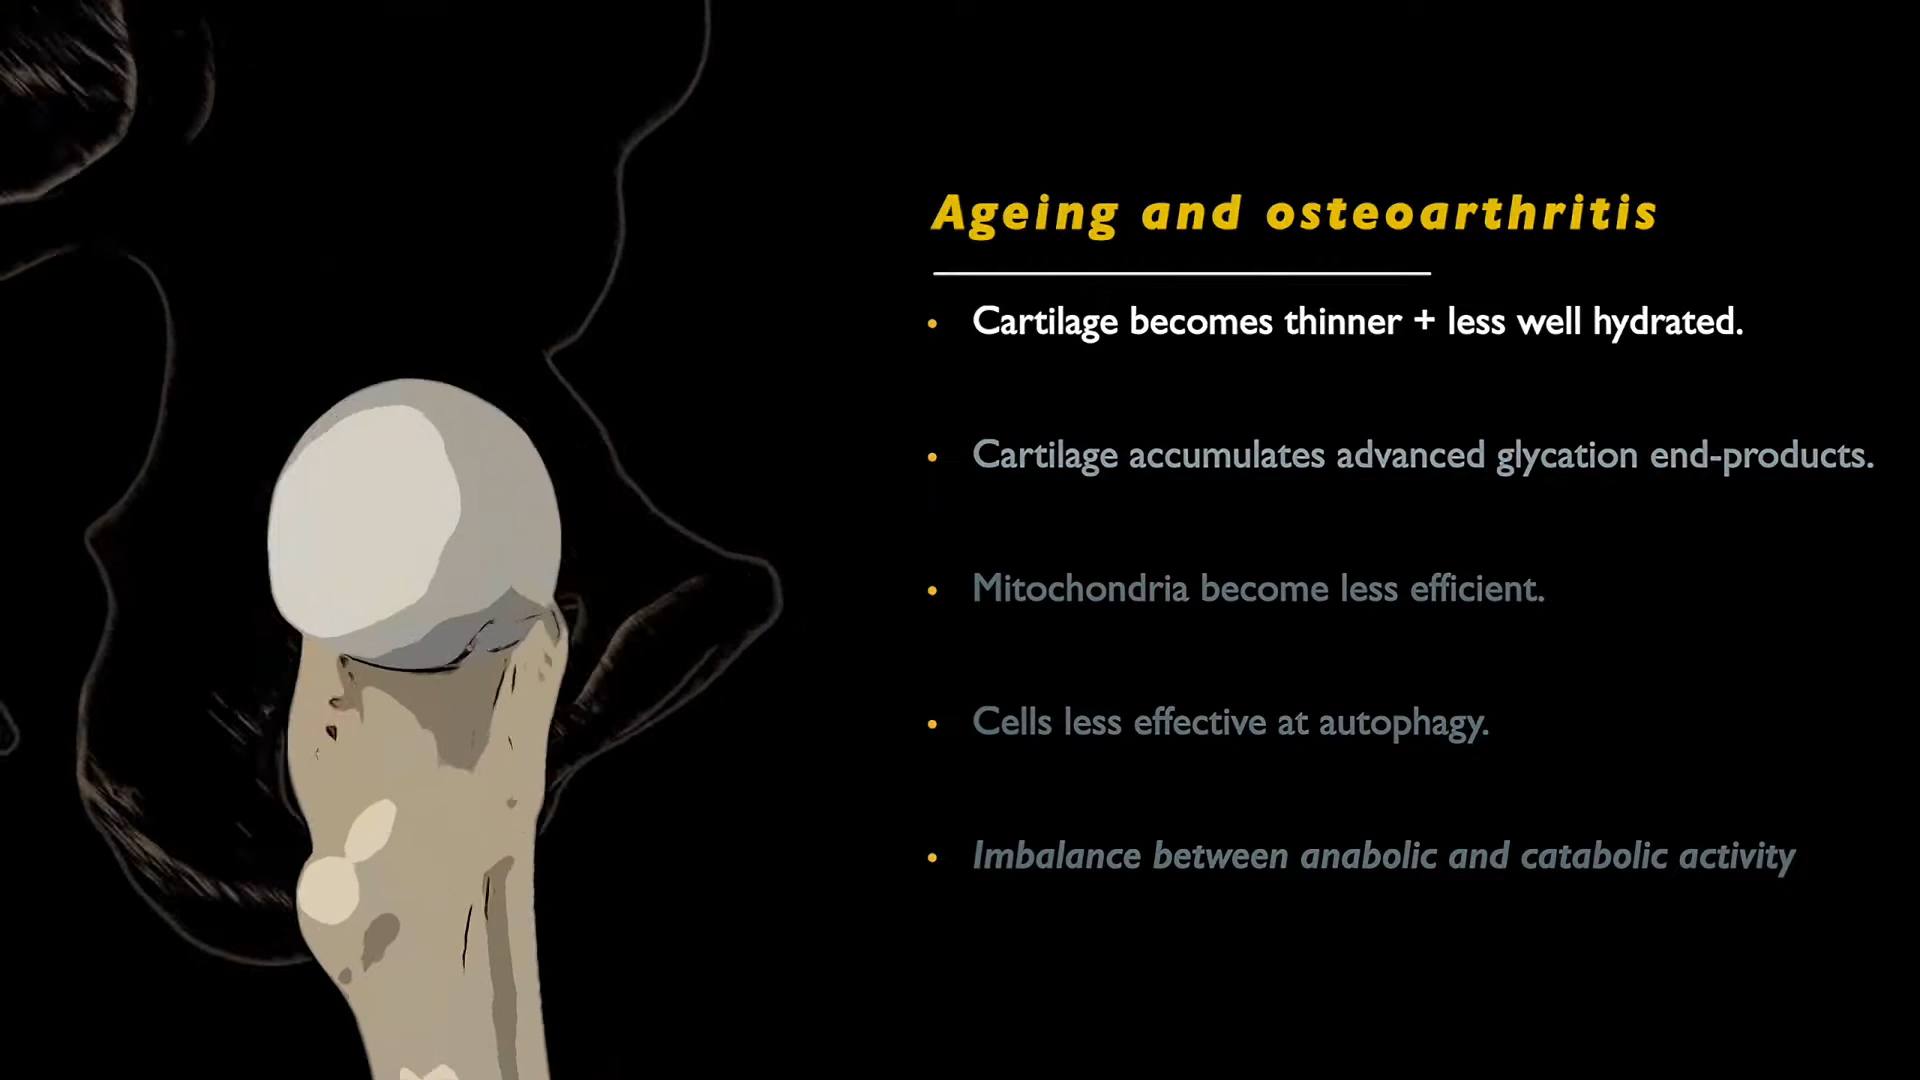 Ageing and osteoarthritis
• Cartilage becomes thinner + less well hydrated.
• Cartilage accumulates advanced glycation end-products.
• Mitochondria become less efficient.
• Cells less effective at autophagy.
• Imbalance between anabolic and catabolic activity